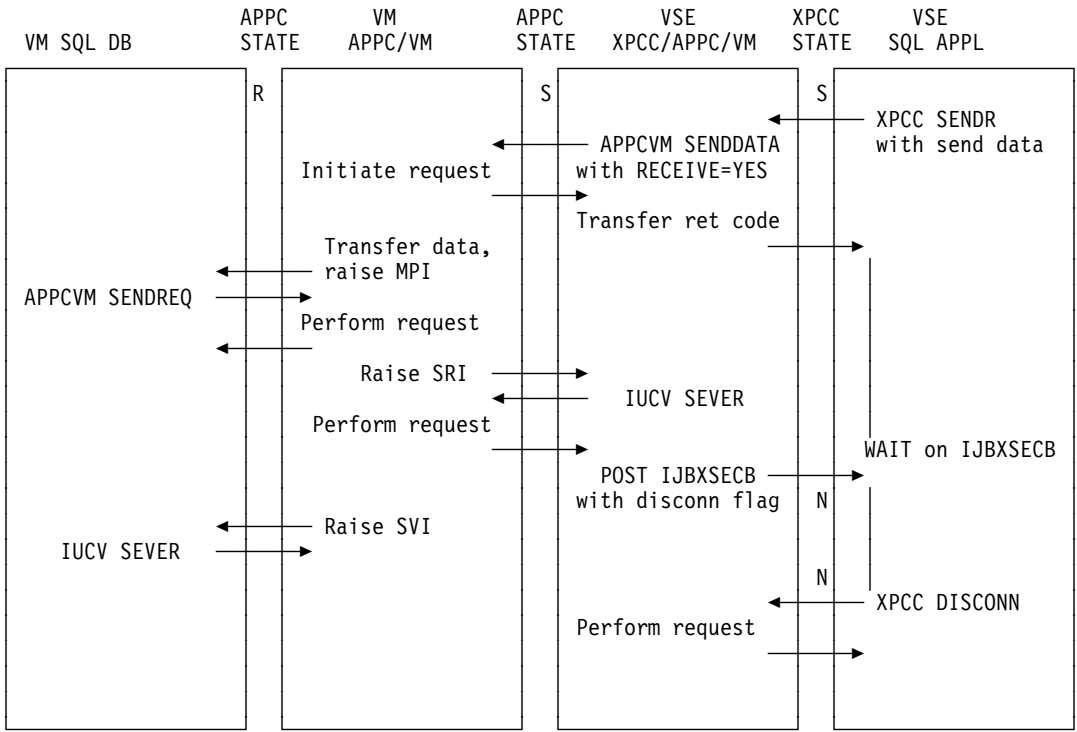 APPC VM APPC VSE XPCC VSE
VM SQL DB STATE APPC/VM STATE XPCC/APPC/VM STATE SQL APPL
R S S
XPCC SENDR
APPCVM SENDDATA with send data
Initiate request with RECEIVE=YES
Transfer ret code
Transfer data,
raise MPI
APPCVM SENDREQ
Perform request
Raise SRI
IUCV SEVER
Perform request
WAIT on IJBXSECB
POST IJBXSECB
with disconn flag N
Raise SVI
IUCV SEVER
N
XPCC DISCONN
Perform request